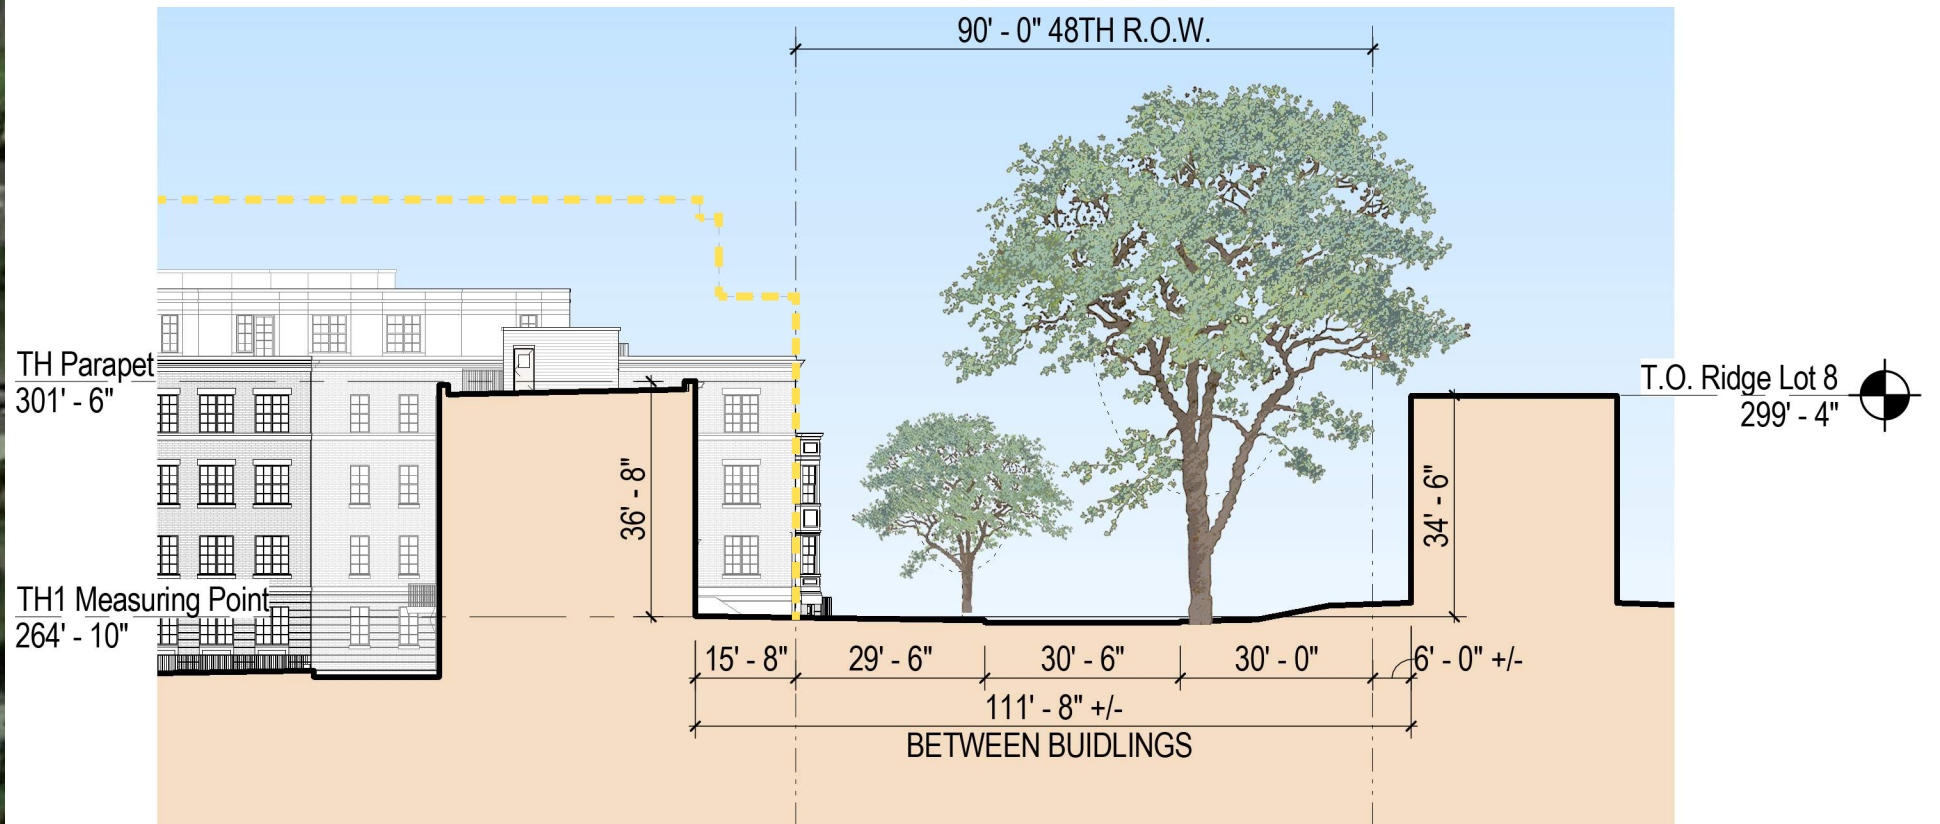 90' - 0" 48TH R.O.W.
TH Parapet
301' - 6"
T.O. Ridge Lot 8
299' - 4"
36' - 8"
34' - 6"
TH1 Measuring Point
264' - 10"
15' - 8"
29' - 6"
30' - 6"
30' - 0"
6' - 0" +/-
111' - 8" +/-
BETWEEN BUIDLINGS